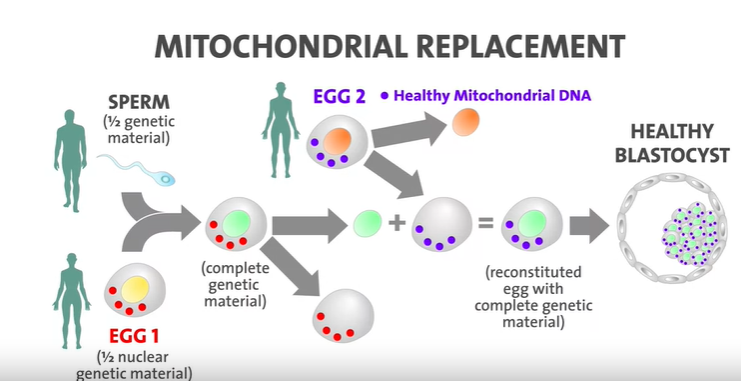 MITOCHONDRIAL REPLACEMENT
SPERM
(½ genetic
material)
EGG 2
• Healthy Mitochondrial DNA
HEALTHY
BLASTOCYST
+
=
(complete
genetic
material)
(reconstituted
egg with
complete genetic
material)
EGG 1
(½ nuclear
genetic material)